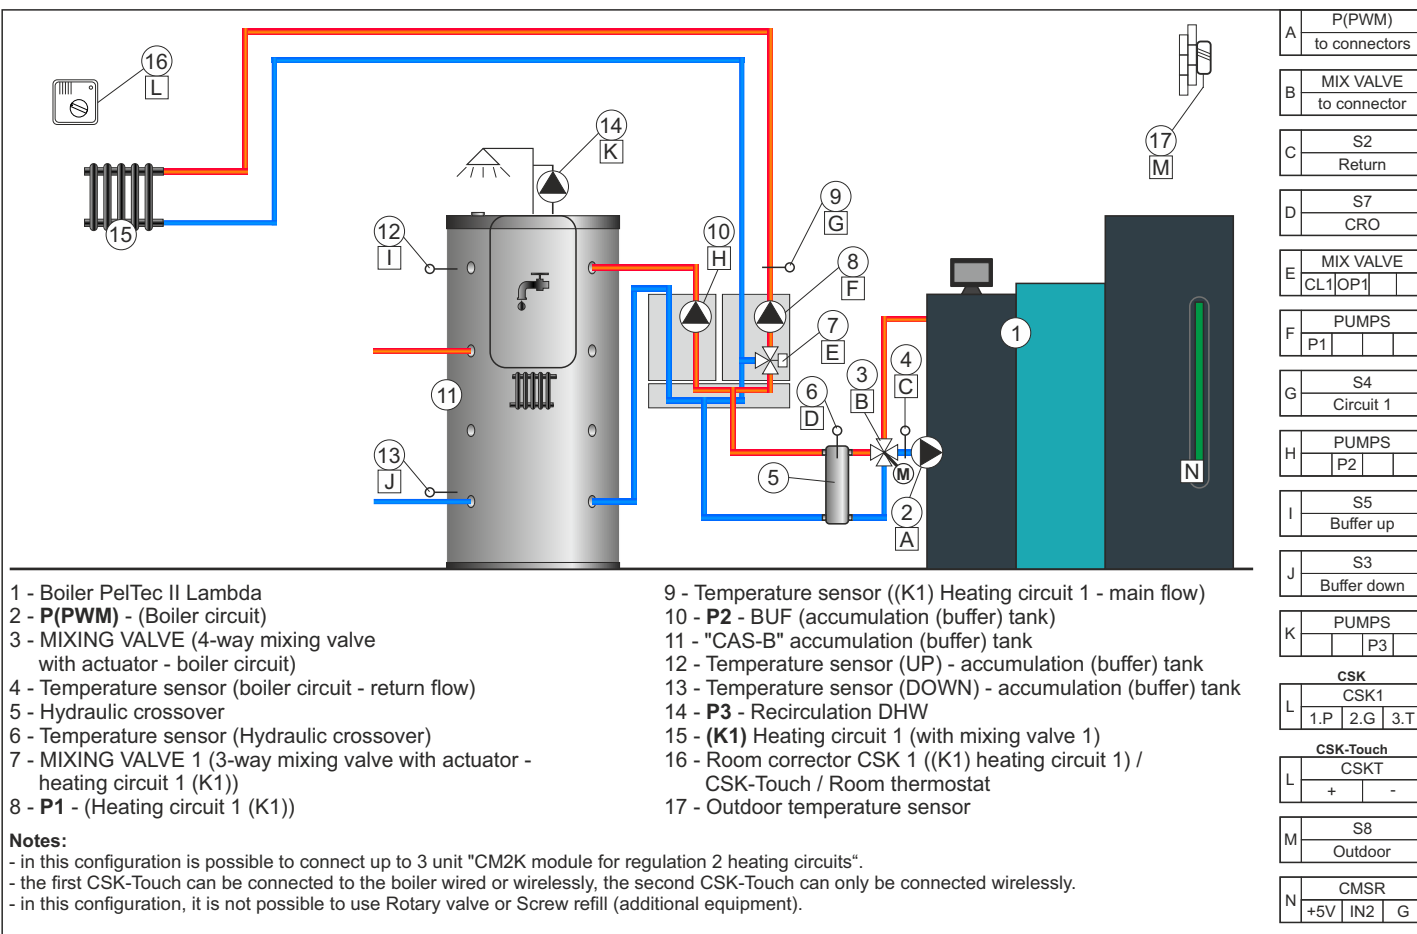 16
L
15
14
K
12
I
10
H
9
G
8
F
7
E
11
13
J
6
D
5
3
B
4
C
M
2
A
1
N
17
M
1 - Boiler PelTec II Lambda
2 - P(PWM) - (Boiler circuit)
3 - MIXING VALVE (4-way mixing valve
with actuator - boiler circuit)
4 - Temperature sensor (boiler circuit - return flow)
5 - Hydraulic crossover
6 - Temperature sensor (Hydraulic crossover)
7 - MIXING VALVE 1 (3-way mixing valve with actuator -
heating circuit 1 (K1))
8 - P1 - (Heating circuit 1 (K1))
9 - Temperature sensor ((K1) Heating circuit 1 - main flow)
10 - P2 - BUF (accumulation (buffer) tank)
11 - "CAS-B" accumulation (buffer) tank
12 - Temperature sensor (UP) - accumulation (buffer) tank
13 - Temperature sensor (DOWN) - accumulation (buffer) tank
14 - P3 - Recirculation DHW
15 - (K1) Heating circuit 1 (with mixing valve 1)
16 - Room corrector CSK 1 ((K1) heating circuit 1) /
CSK-Touch / Room thermostat
17 - Outdoor temperature sensor
Notes:
- in this configuration is possible to connect up to 3 unit "CM2K module for regulation 2 heating circuits“.
- the first CSK-Touch can be connected to the boiler wired or wirelessly, the second CSK-Touch can only be connected wirelessly.
- in this configuration, it is not possible to use Rotary valve or Screw refill (additional equipment).
A
P(PWM)
to connectors
B
MIX VALVE
to connector
C
S2
Return
D
S7
CRO
E
MIX VALVE
CL1 OP1
F
PUMPS
P1
G
S4
Circuit 1
H
PUMPS
P2
I
S5
Buffer up
J
S3
Buffer down
K
PUMPS
P3
CSK
L
CSK1
1.P 2.G 3.T
CSK-Touch
L
CSKT
+ -
M
S8
Outdoor
N
CMSR
+5V IN2 G